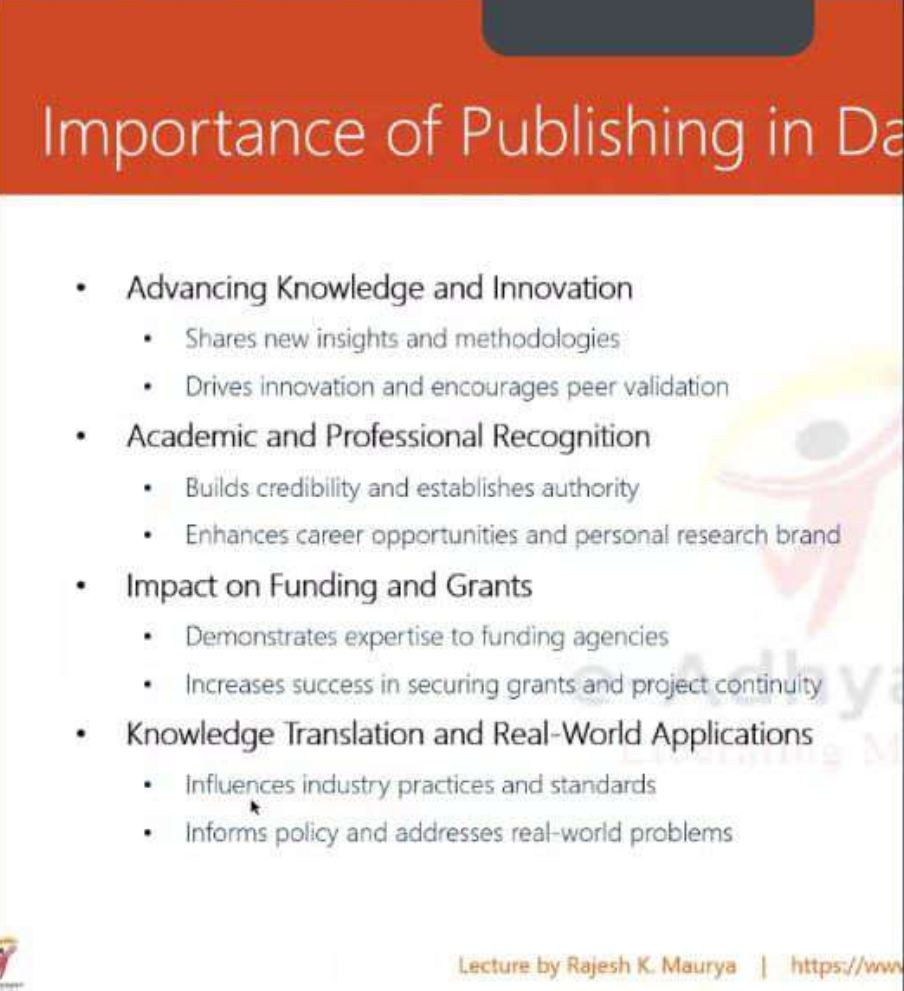 Importance of Publishing in Da
• Advancing Knowledge and Innovation
• Shares new insights and methodologies
• Drives innovation and encourages peer validation
• Academic and Professional Recognition
• Builds credibility and establishes authority
• Enhances career opportunities and personal research brand
• Impact on Funding and Grants
• Demonstrates expertise to funding agencies
• Increases success in securing grants and project continuity
• Knowledge Translation and Real-World Applications
• Influences industry practices and standards
• Informs policy and addresses real-world problems
e-Adhya
Learning M
Lecture by Rajesh K. Maurya | https://www